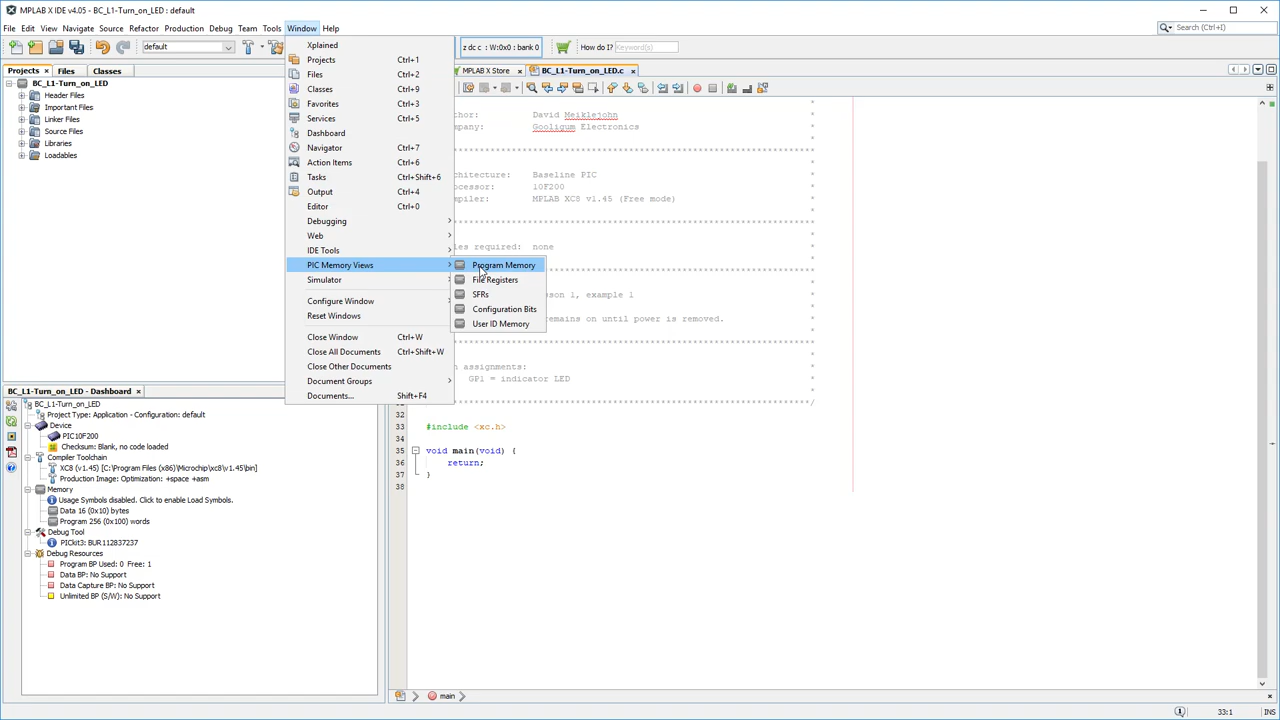 MPLAB X IDE v4.05 - BC_L1-Turn_on_LED : default
File Edit View Navigate Source Refactor Production Debug Team Tools Window Help
Search (Ctrl+I)
default
z dc c : W:0x0 : bank 0
How do I? Keyword(s)
Projects × Files Classes
MPLAB X Store × BC_L1-Turn_on_LED.c ×
BC_L1-Turn_on_LED
Header Files
Important Files
Linker Files
Source Files
Libraries
Loadables
Xplained
Projects Ctrl+1
Files Ctrl+2
Classes Ctrl+9
Favorites Ctrl+3
Services Ctrl+5
Dashboard
Navigator Ctrl+7
Action Items Ctrl+6
Tasks Ctrl+Shift+6
Output Ctrl+4
Editor Ctrl+0
Debugging
Web
IDE Tools
PIC Memory Views
Simulator
Configure Window
Reset Windows
Close Window Ctrl+W
Close All Documents Ctrl+Shift+W
Close Other Documents
Document Groups
Documents... Shift+F4
Program Memory
File Registers
SFRs
Configuration Bits
User ID Memory
David Meiklejohn
Gooligum Electronics
Baseline PIC
10F200
MPLAB XC8 v1.45 (Free mode)
required: none
1, example 1
remains on until power is removed.
assignments:
GP1 = indicator LED
32
33 #include <xc.h>
34
35 void main(void) {
36 return;
37 }
38
BC_L1-Turn_on_LED - Dashboard ×
BC_L1-Turn_on_LED
Project Type: Application - Configuration: default
Device
PIC10F200
Checksum: Blank, no code loaded
Compiler Toolchain
XC8 (v1.45) [C:\Program Files (x86)\Microchip\xc8\v1.45\bin]
Production Image: Optimization: +space +asm
Memory
Usage Symbols disabled. Click to enable Load Symbols.
Data 16 (0x10) bytes
Program 256 (0x100) words
Debug Tool
PICkit3: BUR112837237
Debug Resources
Program BP Used: 0 Free: 1
Data BP: No Support
Data Capture BP: No Support
Unlimited BP (S/W): No Support
main
33:1 INS